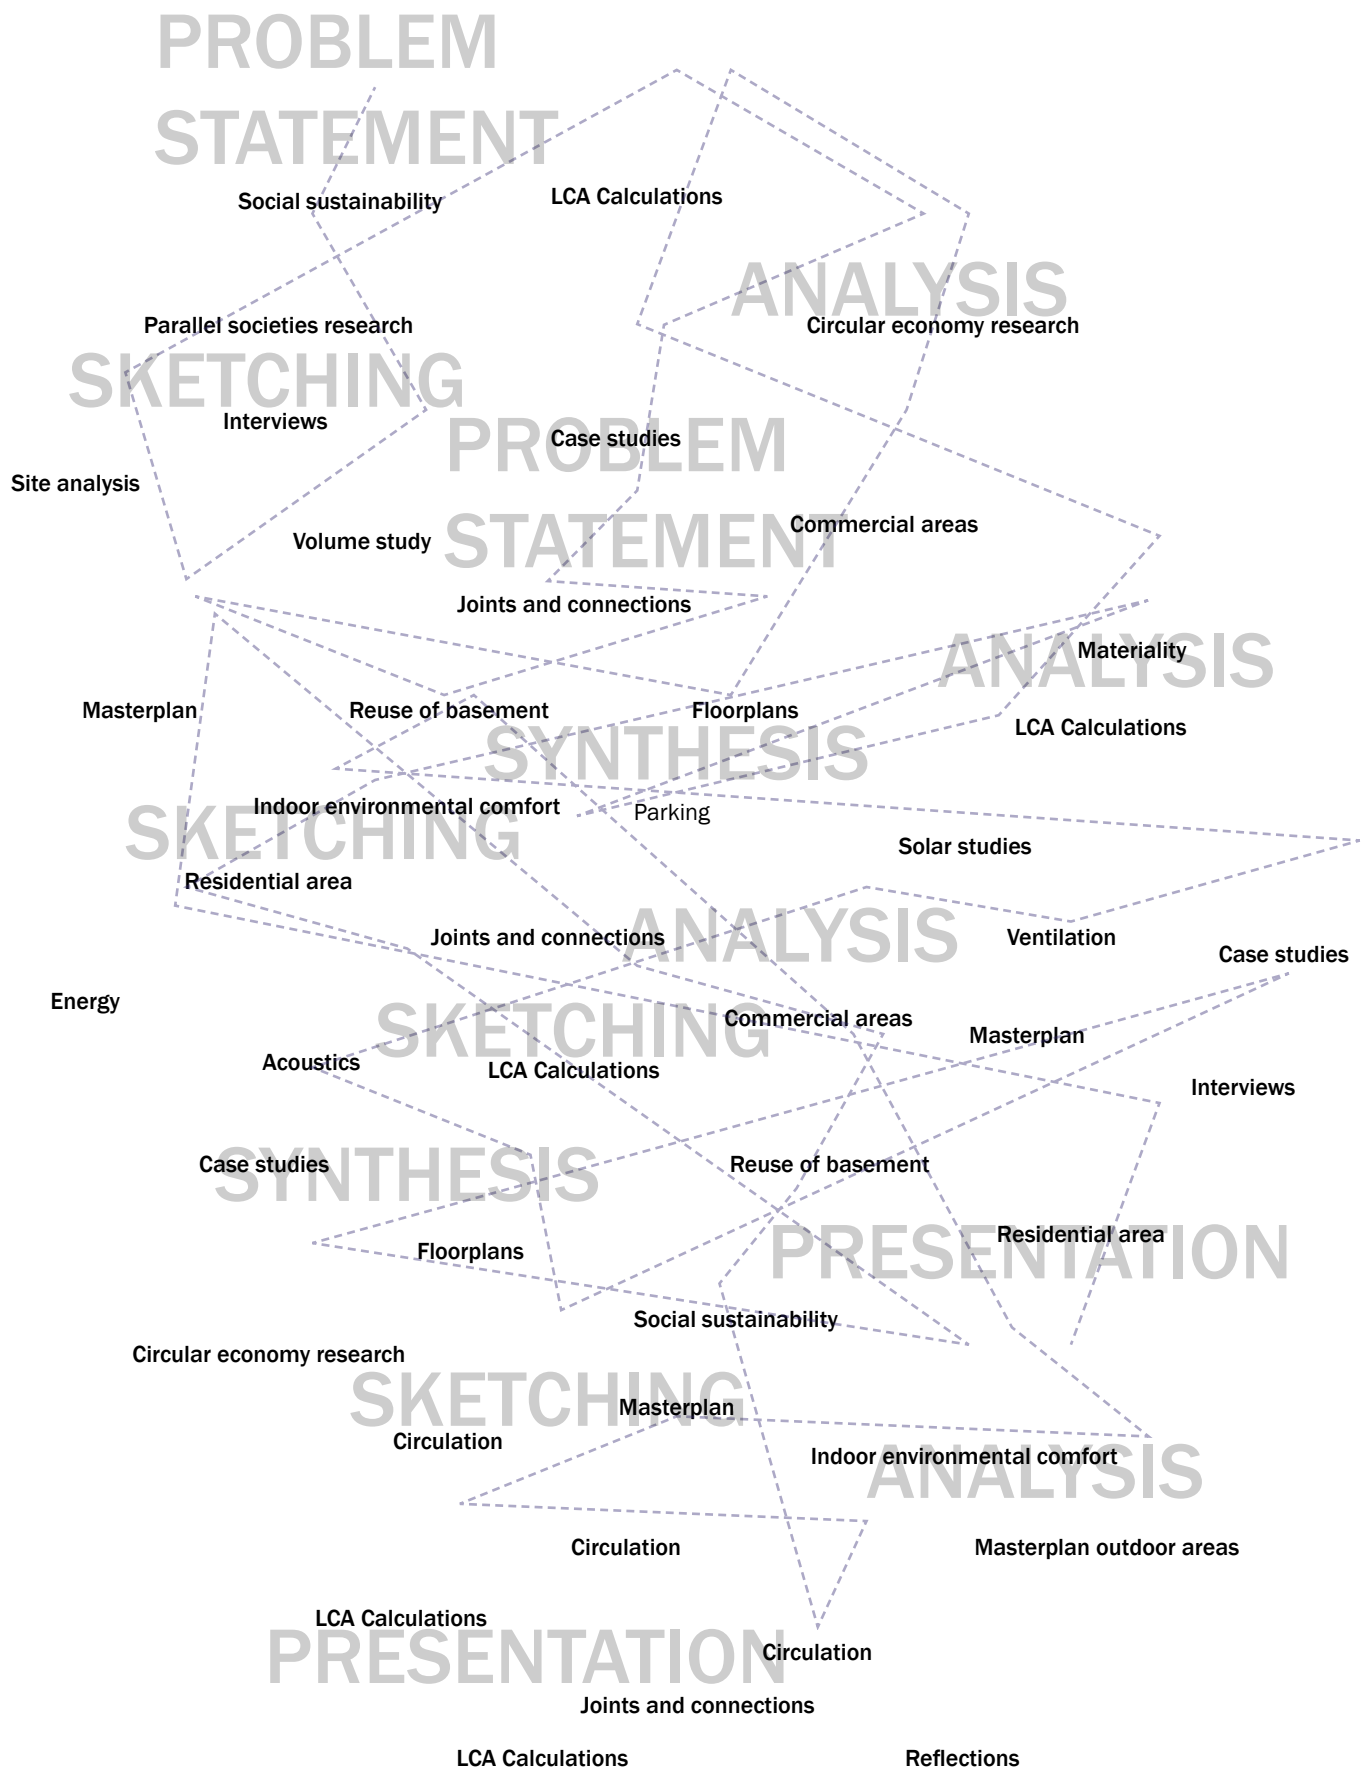 PROBLEM
STATEMENT
Social sustainability
LCA Calculations
ANALYSIS
Parallel societies research
Circular economy research
SKETCHING
Interviews
PROBLEM
Case studies
Site analysis
Commercial areas
Volume study
STATEMENT
Joints and connections
ANALYSIS
Materiality
Masterplan
Reuse of basement
Floorplans
LCA Calculations
SYNTHESIS
Indoor environmental comfort
Parking
SKETCHING
Solar studies
Residential area
Joints and connections
ANALYSIS
Ventilation
Case studies
Energy
Commercial areas
SKETCHING
Masterplan
Acoustics
LCA Calculations
Interviews
Case studies
SYNTHESIS
Reuse of basement
Residential area
PRESENTATION
Floorplans
Social sustainability
Circular economy research
SKETCHING
Masterplan
Circulation
Indoor environmental comfort
ANALYSIS
Circulation
Masterplan outdoor areas
LCA Calculations
PRESENTATION
Circulation
Joints and connections
LCA Calculations
Reflections